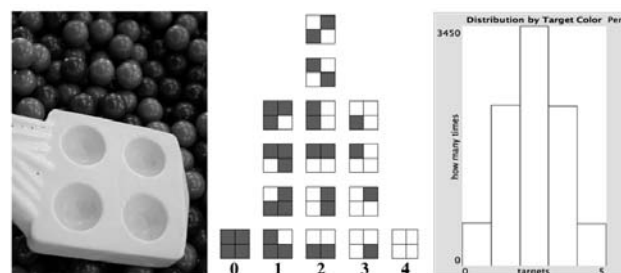 0 1 2 3 4
Distribution by Target Color Per
3450
how many times
0
0 targets 5